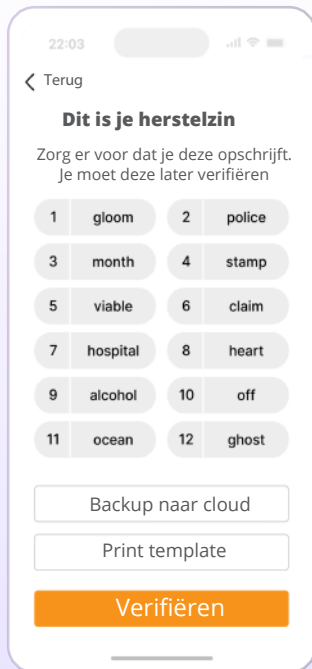 22:03
Terug
Dit is je herstelzin
Zorg er voor dat je deze opschrijft.
Je moet deze later verifiëren
1 gloom 2 police
3 month 4 stamp
5 viable 6 claim
7 hospital 8 heart
9 alcohol 10 off
11 ocean 12 ghost
Backup naar cloud
Print template
Verifiëren